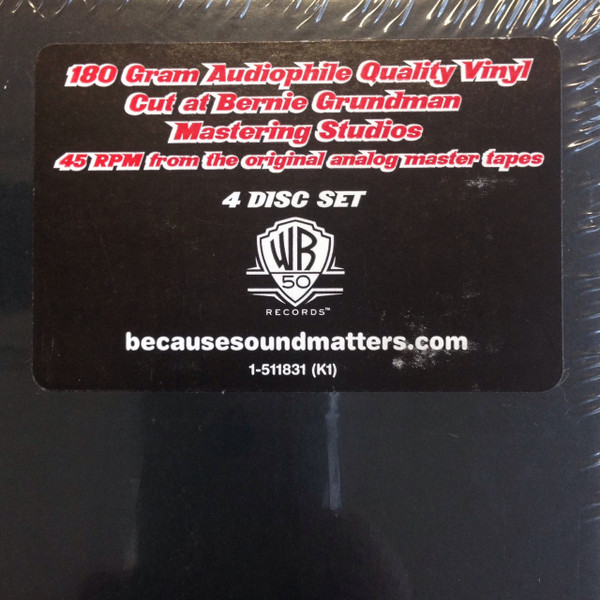 180 Gram Audiophile Quality Vinyl
Cut at Bernie Grundman
Mastering Studios
45 RPM from the original analog master tapes
4 DISC SET
WB
50
RECORDS™
becausesoundmatters.com
1-511831 (K1)